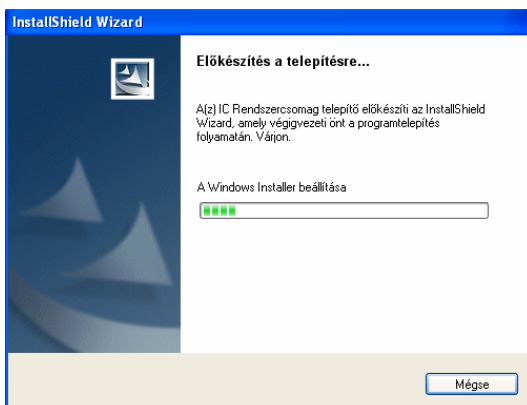 InstallShield Wizard
Előkészítés a telepítésre...
A(z) IC Rendszercsomag telepítő előkészíti az InstallShield
Wizard, amely végigvezeti önt a programtelepítés
folyamatán. Várjon.
A Windows Installer beállítása
Mégse